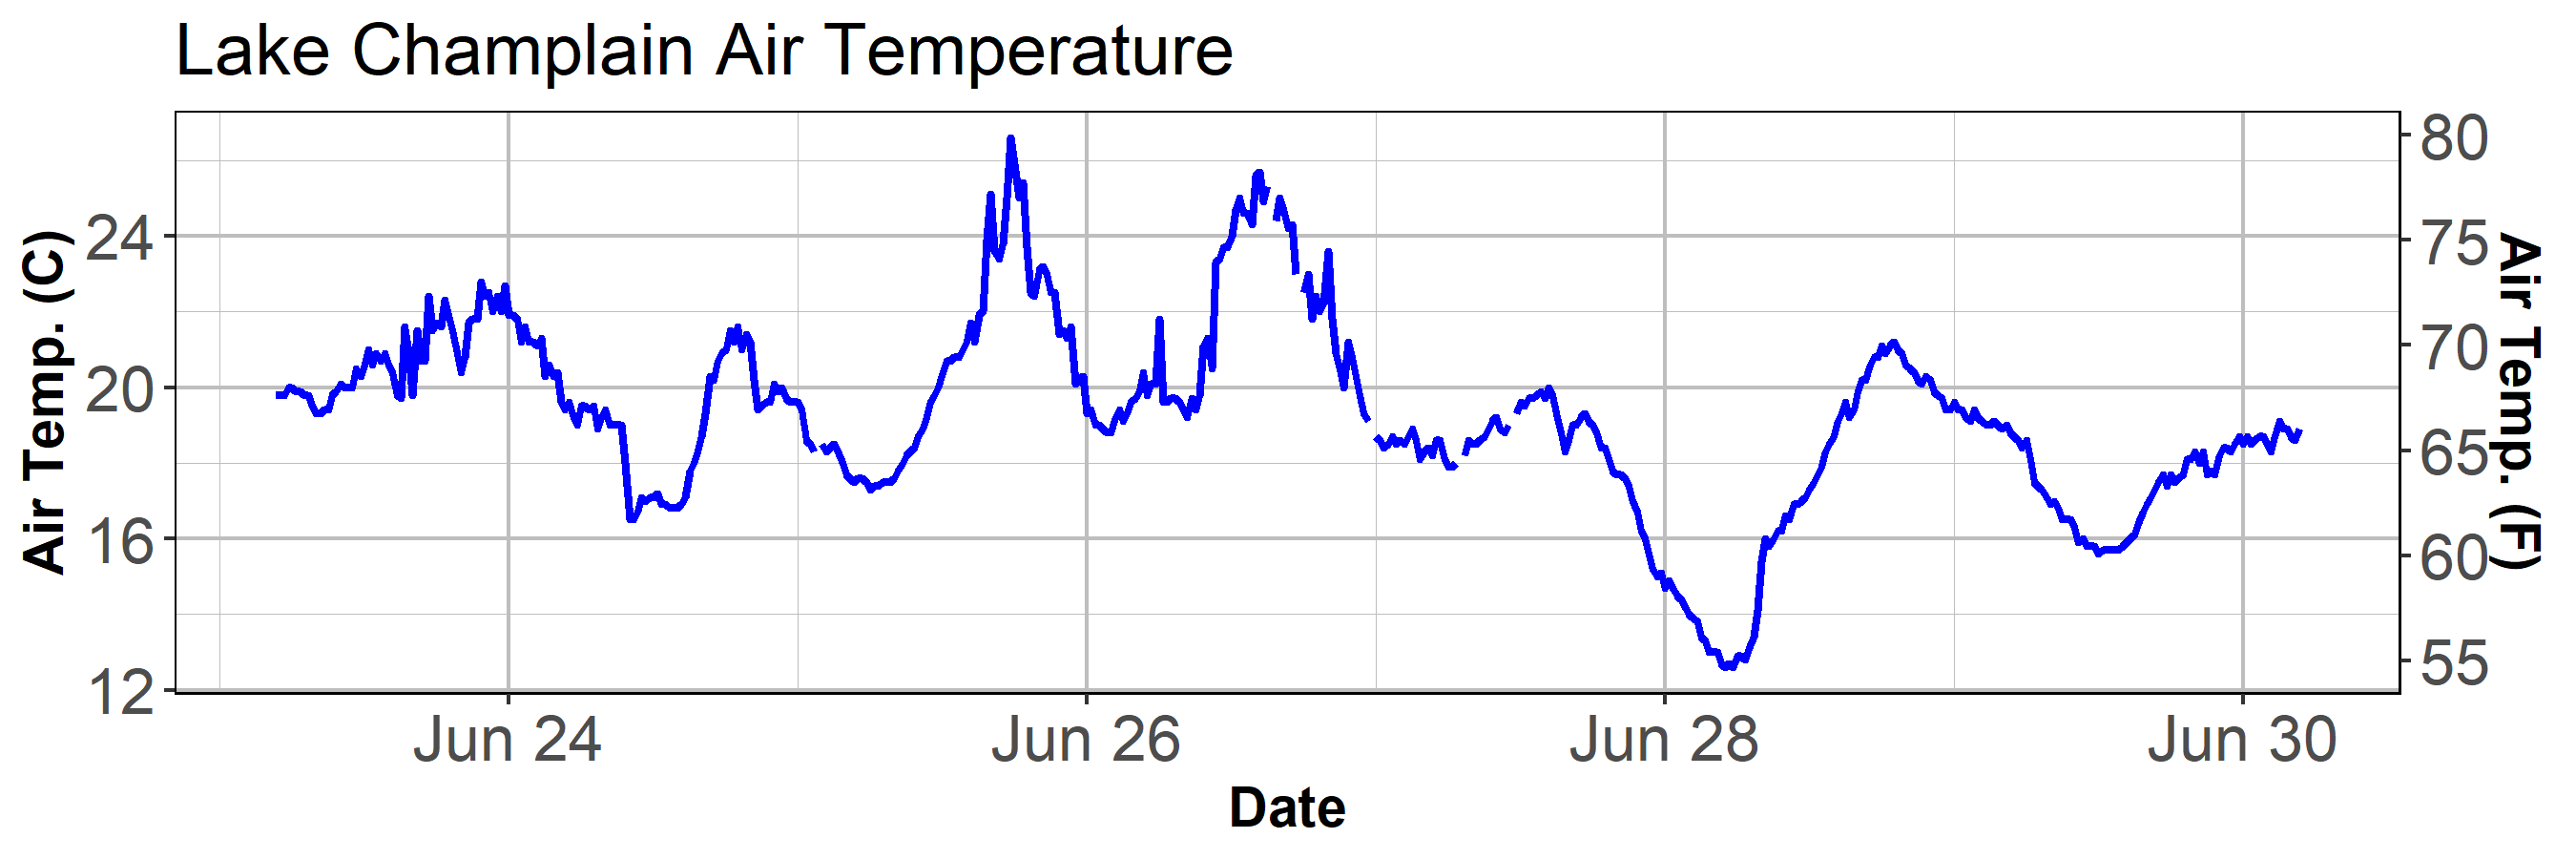 Lake Champlain Air Temperature
Air Temp. (C)
24
20
16
12
80
75
70
65
60
55
Air Temp. (F)
Jun 24
Jun 26
Jun 28
Jun 30
Date